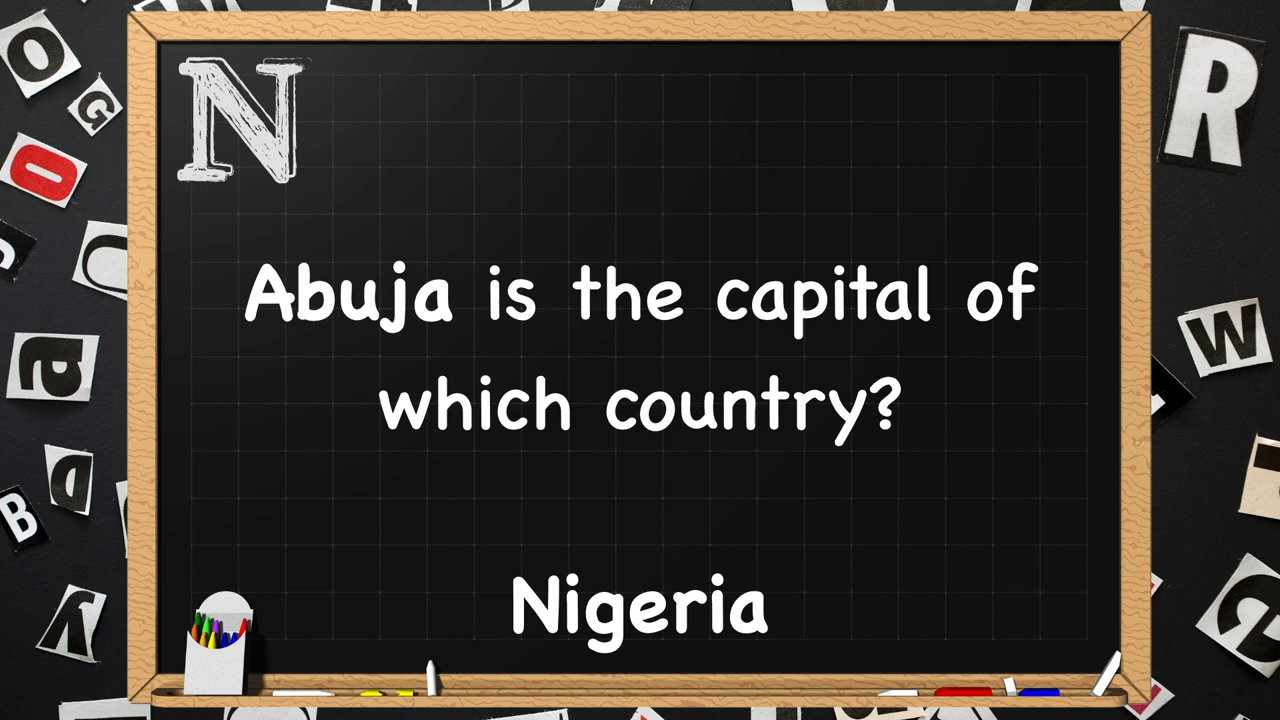 N
Abuja is the capital of
which country?
Nigeria
O
G
O
a
D
B
y
R
W